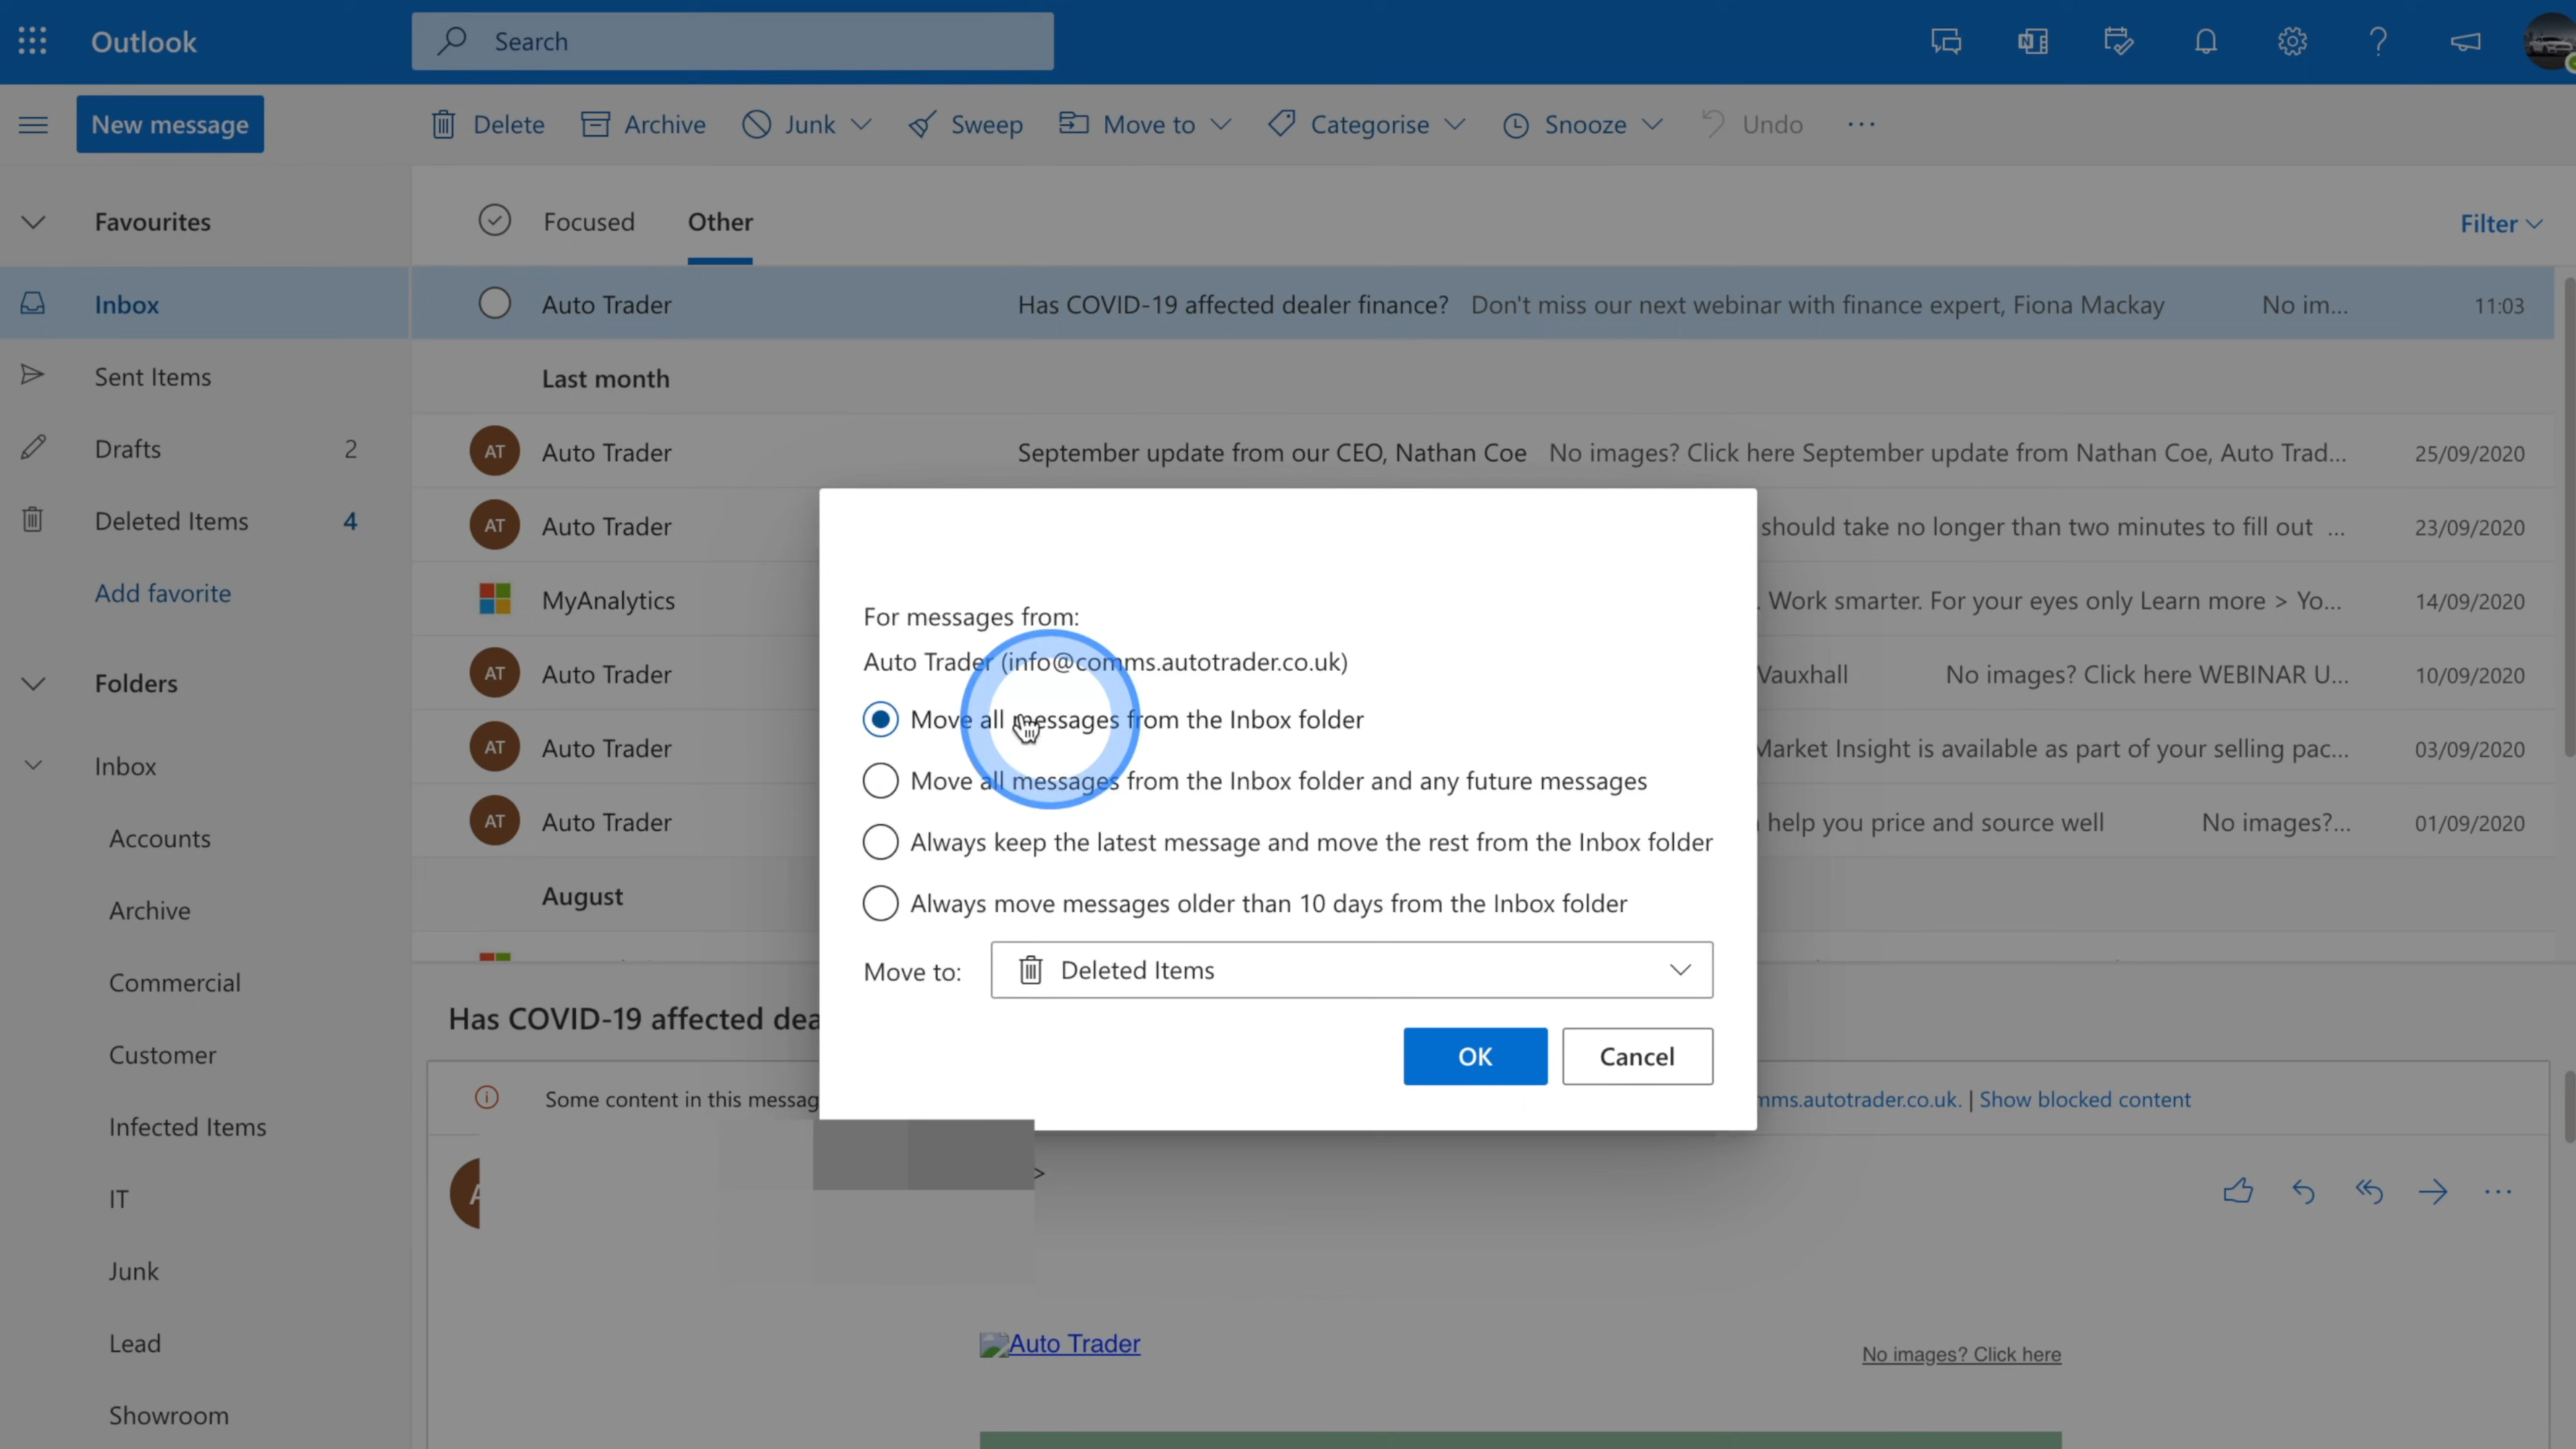 Outlook
Search
New message
Delete
Archive
Junk
Sweep
Move to
Categorise
Snooze
Undo
Favourites
Focused
Other
Filter
Inbox
Auto Trader
Has COVID-19 affected dealer finance?
Don't miss our next webinar with finance expert, Fiona Mackay
No im...
11:03
Sent Items
Last month
Drafts
2
AT
Auto Trader
September update from our CEO, Nathan Coe
No images? Click here September update from Nathan Coe, Auto Trad...
25/09/2020
Deleted Items
4
AT
Auto Trader
should take no longer than two minutes to fill out ...
23/09/2020
Add favorite
MyAnalytics
. Work smarter. For your eyes only Learn more > Yo...
14/09/2020
Folders
AT
Auto Trader
Vauxhall
No images? Click here WEBINAR U...
10/09/2020
Inbox
AT
Auto Trader
Market Insight is available as part of your selling pac...
03/09/2020
Accounts
AT
Auto Trader
help you price and source well
No images?...
01/09/2020
Archive
August
Commercial
Customer
Infected Items
IT
Junk
Lead
Showroom
For messages from:
Auto Trader (info@comms.autotrader.co.uk)
Move all messages from the Inbox folder
Move all messages from the Inbox folder and any future messages
Always keep the latest message and move the rest from the Inbox folder
Always move messages older than 10 days from the Inbox folder
Move to:
Deleted Items
OK
Cancel
Has COVID-19 affected dea
Some content in this messag
mms.autotrader.co.uk. | Show blocked content
>
Auto Trader
No images? Click here